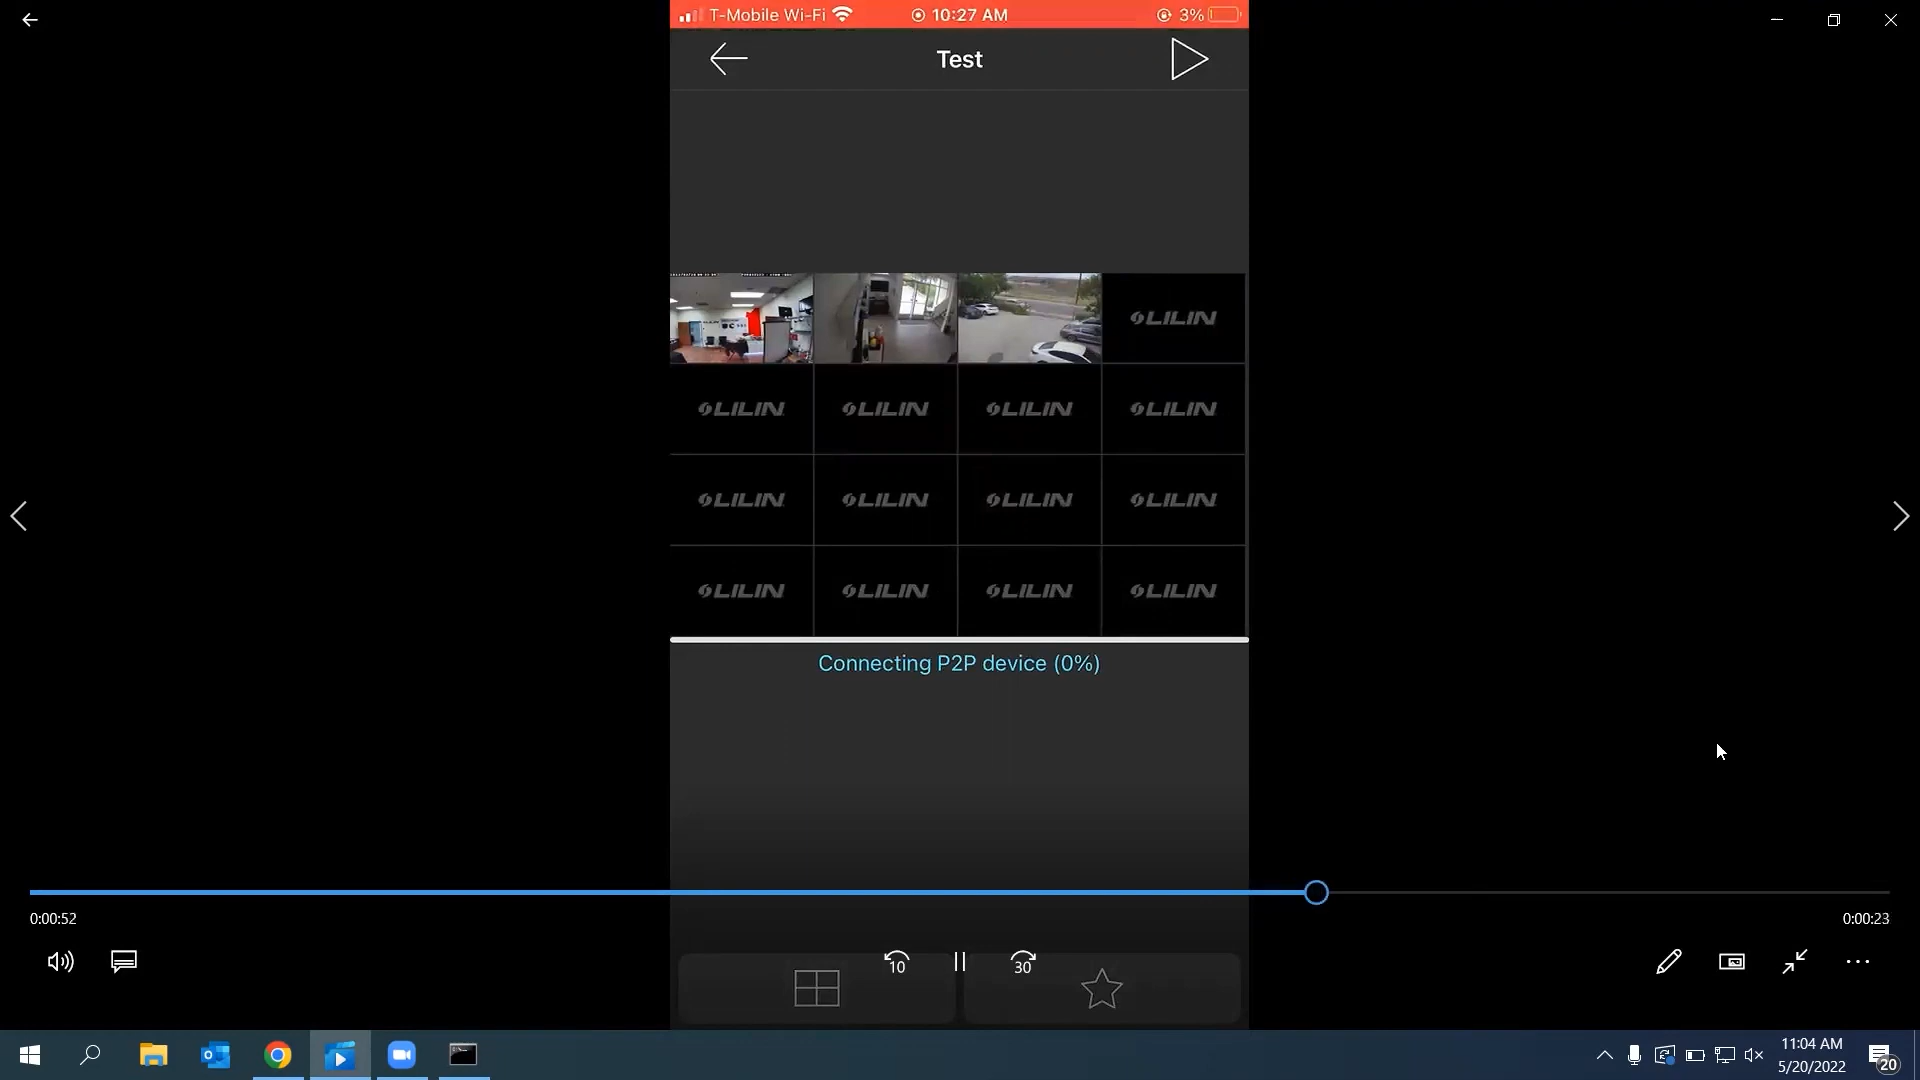 T-Mobile Wi-Fi 10:27 AM 3%
Test
LILIN
LILIN LILIN LILIN LILIN
LILIN LILIN LILIN LILIN
LILIN LILIN LILIN LILIN
Connecting P2P device (0%)
0:00:52 0:00:23
10 30
11:04 AM
5/20/2022
20